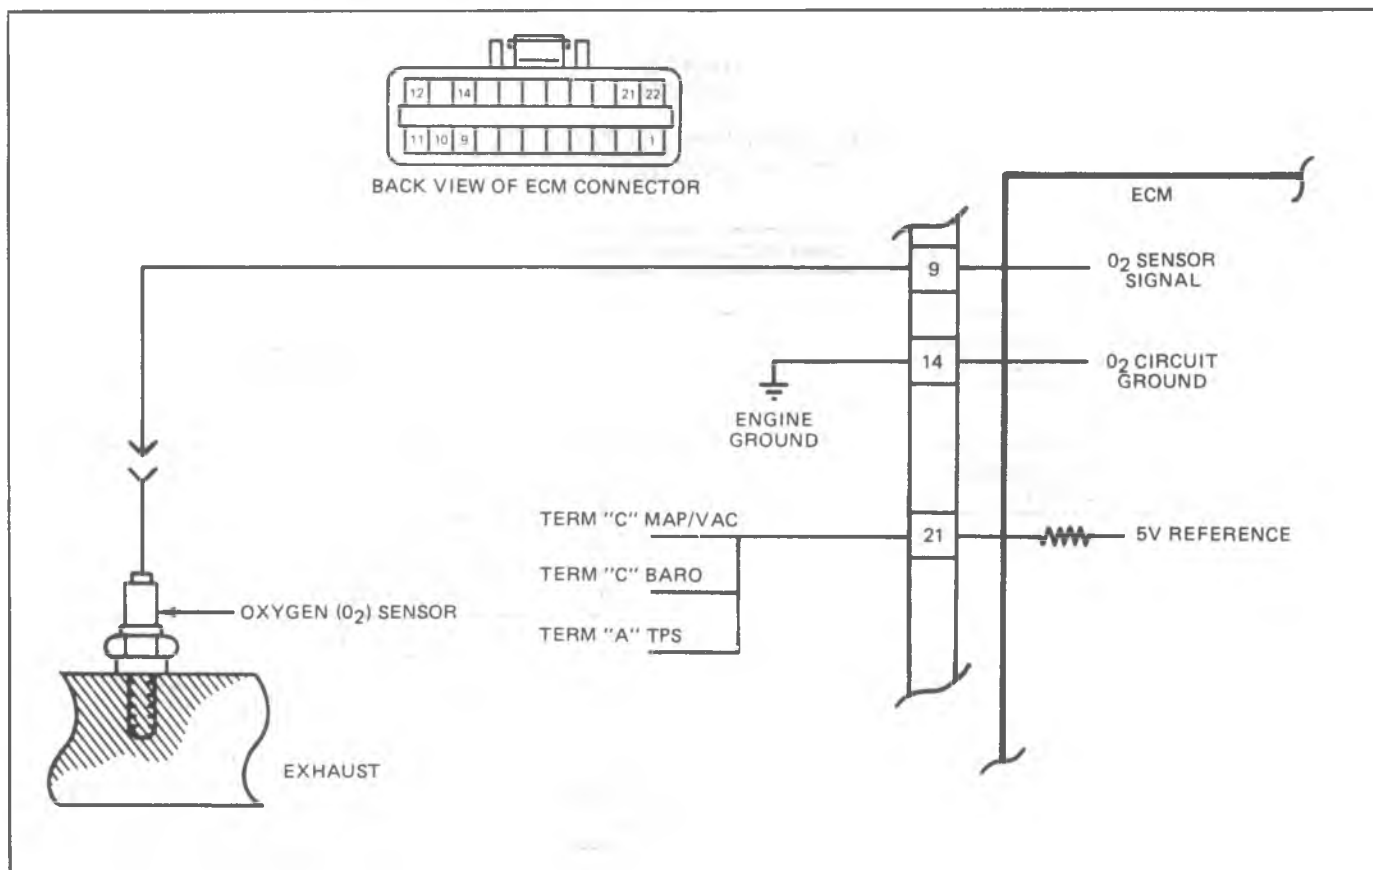 12 14 21 22
11 10 9 1
BACK VIEW OF ECM CONNECTOR
ECM
9
O2 SENSOR
SIGNAL
14
O2 CIRCUIT
GROUND
ENGINE
GROUND
TERM "C" MAP/VAC
21
5V REFERENCE
TERM "C" BARO
TERM "A" TPS
OXYGEN (O2) SENSOR
EXHAUST